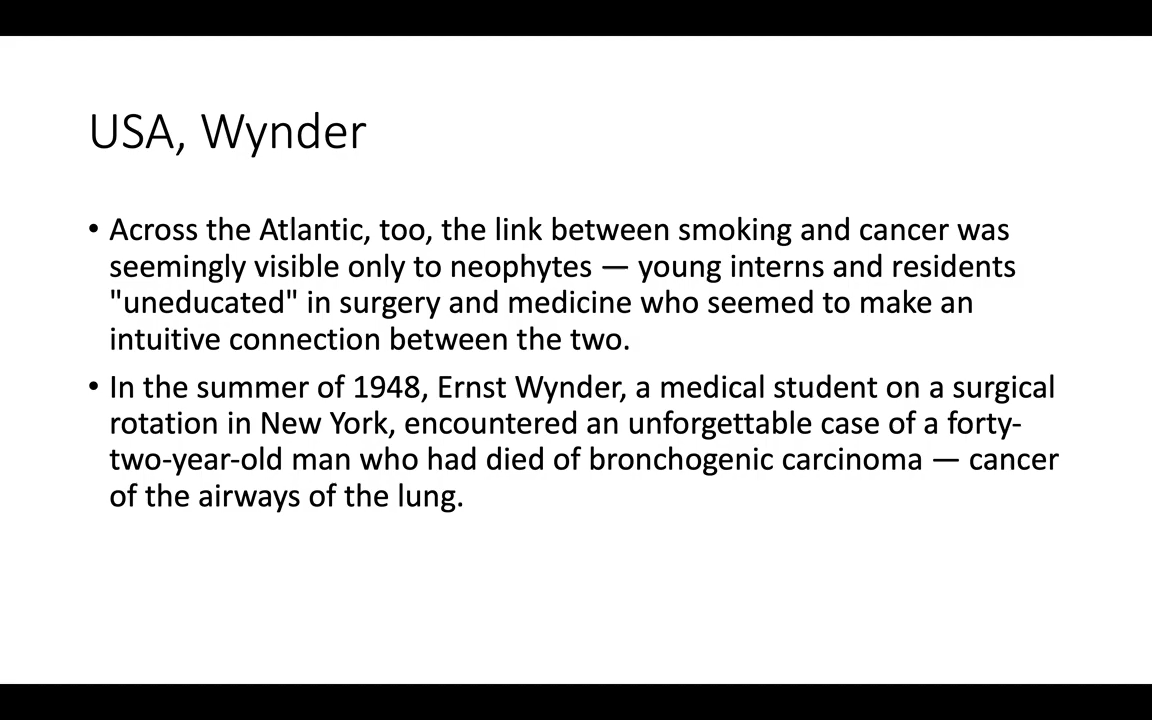 USA, Wynder
• Across the Atlantic, too, the link between smoking and cancer was
seemingly visible only to neophytes — young interns and residents
"uneducated" in surgery and medicine who seemed to make an
intuitive connection between the two.
• In the summer of 1948, Ernst Wynder, a medical student on a surgical
rotation in New York, encountered an unforgettable case of a forty-
two-year-old man who had died of bronchogenic carcinoma — cancer
of the airways of the lung.